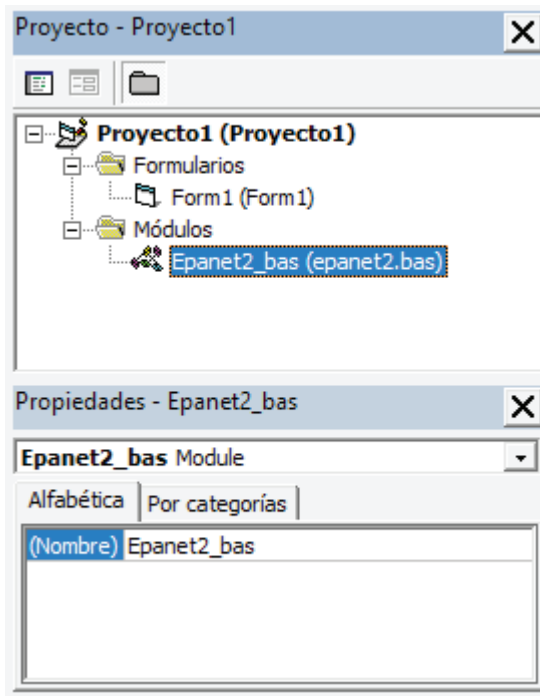 Proyecto - Proyecto1
Proyecto1 (Proyecto1)
Formularios
Form1 (Form1)
Módulos
Epanet2_bas (epanet2.bas)
Propiedades - Epanet2_bas
Epanet2_bas Module
Alfabética Por categorías
(Nombre) Epanet2_bas